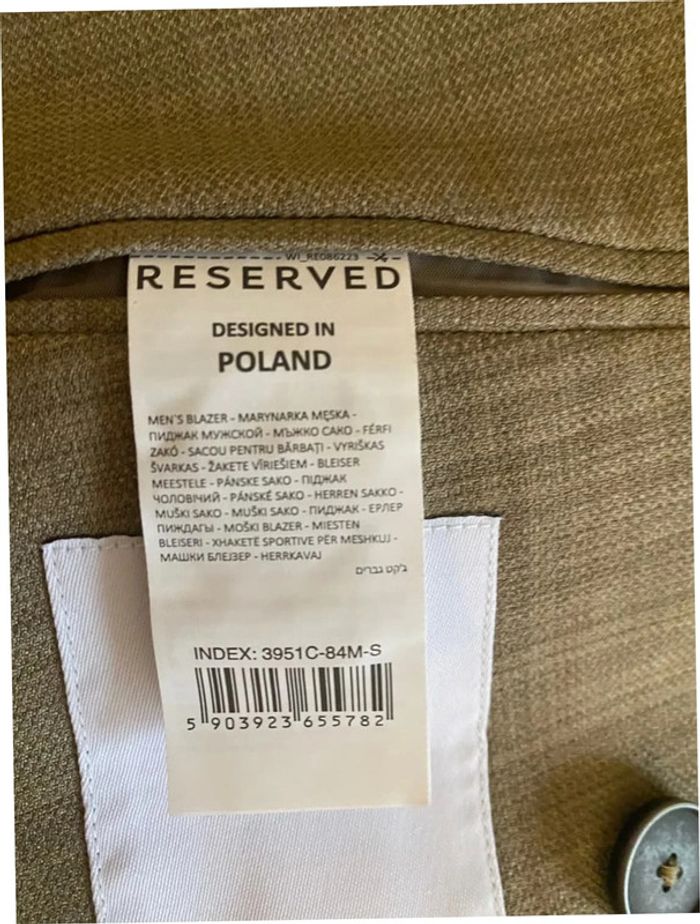 WI_RE086223
RESERVED
DESIGNED IN
POLAND
MEN'S BLAZER - MARYNARKA MĘSKA -
ПИДЖАК МУЖСКОЙ - МЪЖКО САКО - FÉRFI
ZAKÓ - SACOU PENTRU BĂRBAȚI - VYRIŠKAS
ŠVARKAS - ŽAKETE VĪRIEŠIEM - BLEISER
MEESTELE - PÁNSKE SAKO - ПІДЖАК
ЧОЛОВІЧИЙ - PÁNSKÉ SAKO - HERREN SAKKO -
MUŠKI SAKO - MUŠKI SAKO - ПИДЖАК - ЕРЛЕР
ПИЖДАГЫ - MOŠKI BLAZER - MIESTEN
BLEISERI - XHAKETË SPORTIVE PËR MESHKUJ -
МАШКИ БЛЕЈЗЕР - HERRKAVAJ
ג'קט גברים
INDEX: 3951C-84M-S
5 903923 655782